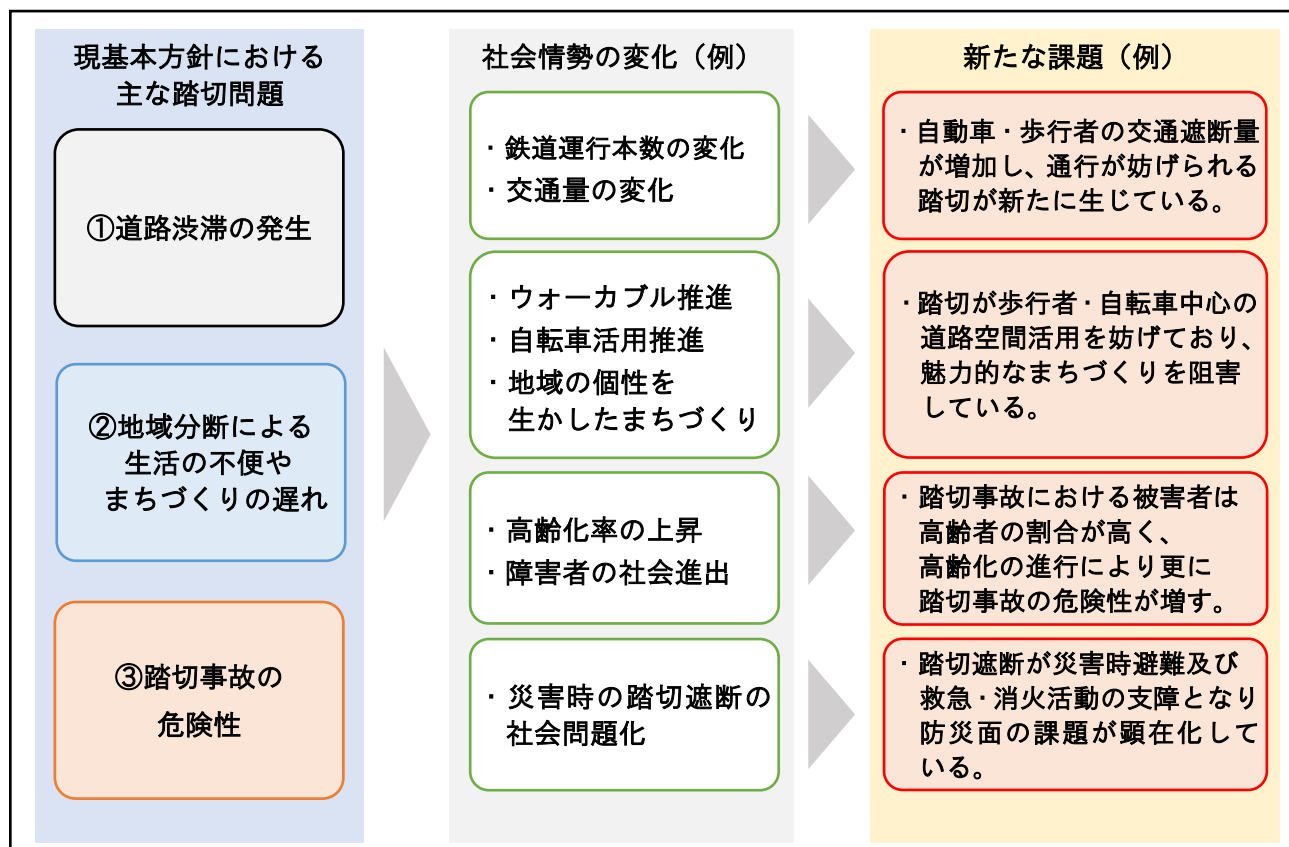 現基本方針における
主な踏切問題
①道路渋滞の発生
②地域分断による
生活の不便や
まちづくりの遅れ
③踏切事故の
危険性
社会情勢の変化（例）
・鉄道運行本数の変化
・交通量の変化
・ウォーカブル推進
・自転車活用推進
・地域の個性を
生かしたまちづくり
・高齢化率の上昇
・障害者の社会進出
・災害時の踏切遮断の
社会問題化
新たな課題（例）
・自動車・歩行者の交通遮断量
が増加し、通行が妨げられる
踏切が新たに生じている。
・踏切が歩行者・自転車中心の
道路空間活用を妨げており、
魅力的なまちづくりを阻害
している。
・踏切事故における被害者は
高齢者の割合が高く、
高齢化の進行により更に
踏切事故の危険性が増す。
・踏切遮断が災害時避難及び
救急・消火活動の支障となり
防災面の課題が顕在化して
いる。